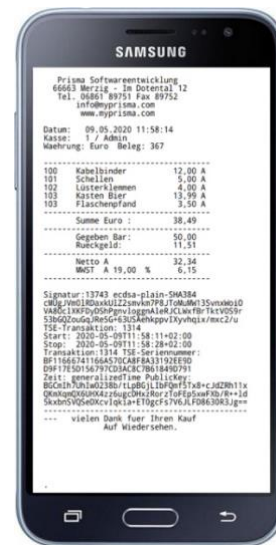 SAMSUNG
Prisma Softwareentwicklung
66663 Merzig - Im Dotental 12
Tel. 06861 89751 Fax 89752
info@myprisma.com
www.myprisma.com
Datum: 09.05.2020 11:58:14
Kasse: 1 / Admin
Waehrung: Euro Beleg: 367
100 Kabelbinder 12,00 A
101 Schellen 5,00 A
102 Lüsterklemmen 4,00 A
103 Kasten Bier 13,99 A
103 Flaschenpfand 3,50 A
Summe Euro : 38,49
Gegeben Bar: 50,00
Rueckgeld: 11,51
Netto A 32,34
MWST A 19,00 % 6,15
Signatur:13743 ecdsa-plain-SHA384
TSE-Transaktion: 1314
Start: 2020-05-09T11:58:11+02:00
Stop: 2020-05-09T11:58:28+02:00
Transaktion:1314 TSE-Seriennummer:
Zeit: generalizedTime PublicKey:
--- vielen Dank fuer Ihren Kauf
Auf Wiedersehen.